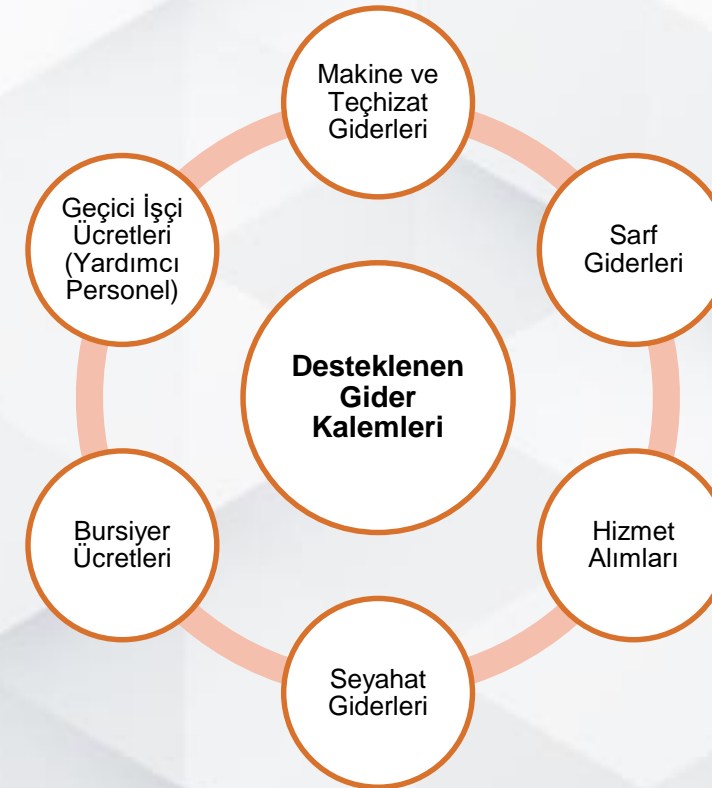 Makine ve
Teçhizat
Giderleri
Geçici İşçi
Ücretleri
(Yardımcı
Personel)
Sarf
Giderleri
Desteklenen
Gider
Kalemleri
Bursiyer
Ücretleri
Hizmet
Alımları
Seyahat
Giderleri